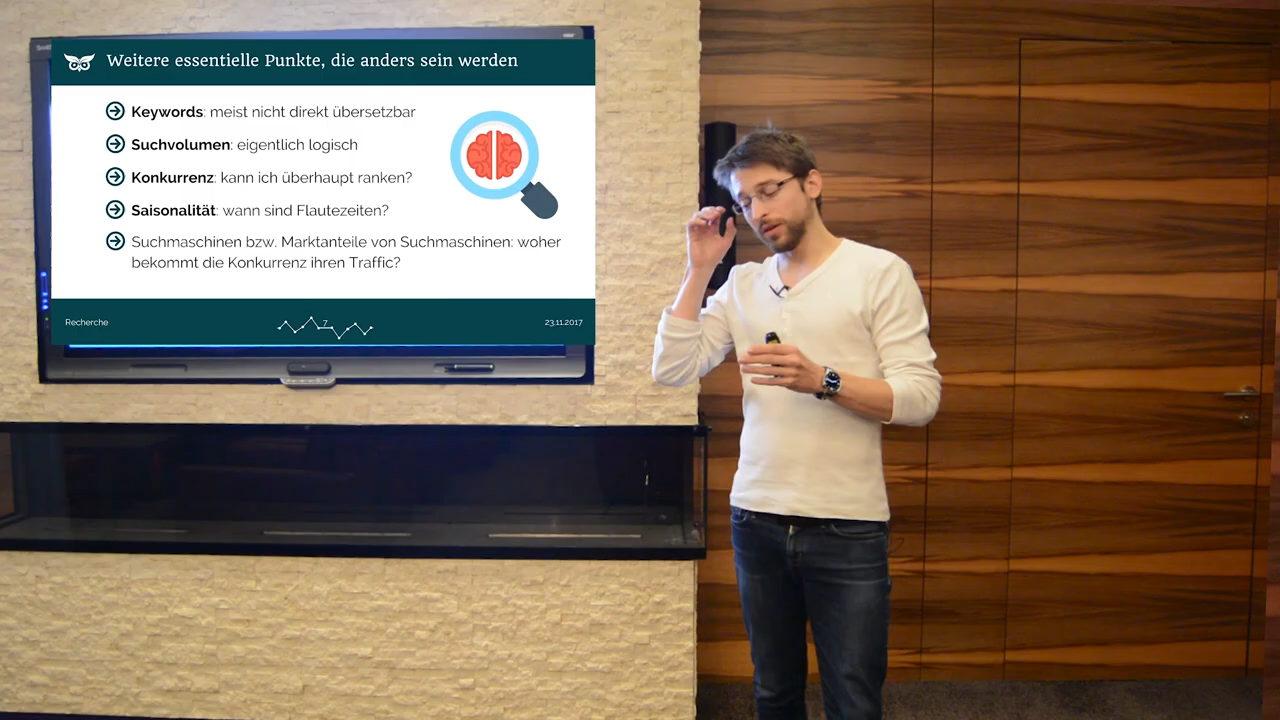 Weitere essentielle Punkte, die anders sein werden
Keywords: meist nicht direkt übersetzbar
Suchvolumen: eigentlich logisch
Konkurrenz: kann ich überhaupt ranken?
Saisonalität: wann sind Flautezeiten?
Suchmaschinen bzw. Marktanteile von Suchmaschinen: woher
bekommt die Konkurrenz ihren Traffic?
Recherche
7
23.11.2017